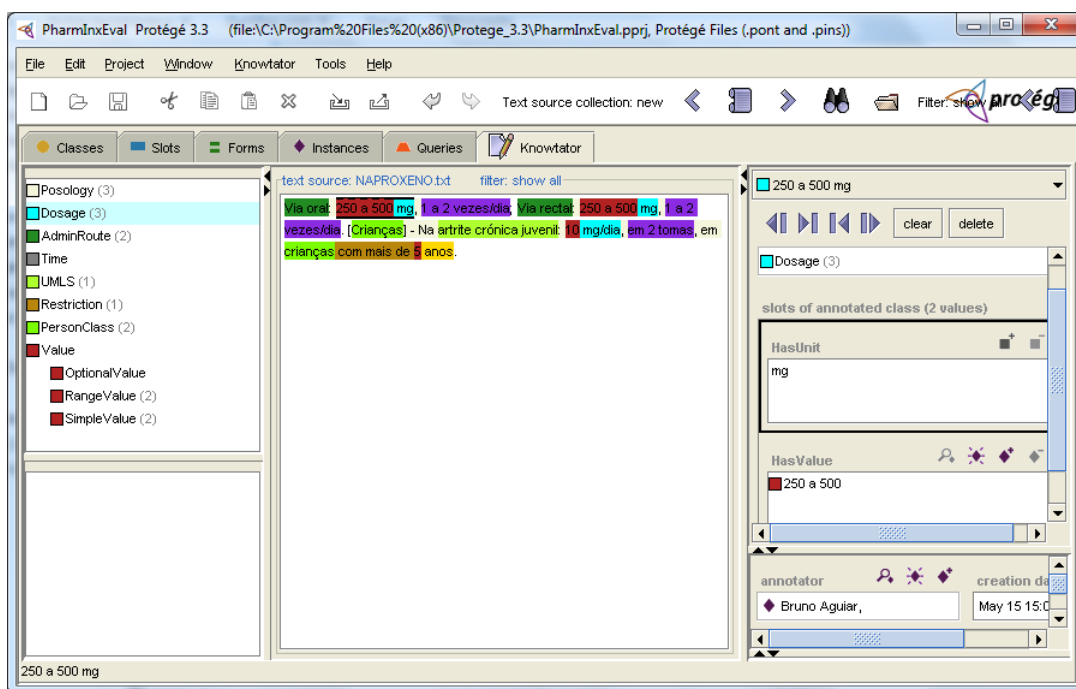 PharmInxEval Protégé 3.3 (file:\C:\Program%20Files%20(x86)\Protege_3.3\PharmInxEval.pprj, Protégé Files (.pont and .pins))
File Edit Project Window Knowtator Tools Help
Text source collection: new Filter: show protég
Classes Slots Forms Instances Queries Knowtator
Posology (3)
Dosage (3)
AdminRoute (2)
Time
UMLS (1)
Restriction (1)
PersonClass (2)
Value
OptionalValue
RangeValue (2)
SimpleValue (2)
text source: NAPROXENO.txt filter: show all
Via oral: 250 a 500 mg, 1 a 2 vezes/dia; Via rectal: 250 a 500 mg, 1 a 2
vezes/dia. [Crianças] - Na artrite crónica juvenil: 10 mg/dia, em 2 tomas, em
crianças com mais de 5 anos.
250 a 500 mg
clear delete
Dosage (3)
slots of annotated class (2 values)
HasUnit
mg
HasValue
250 a 500
annotator creation da
Bruno Aguiar, May 15 15:0
250 a 500 mg